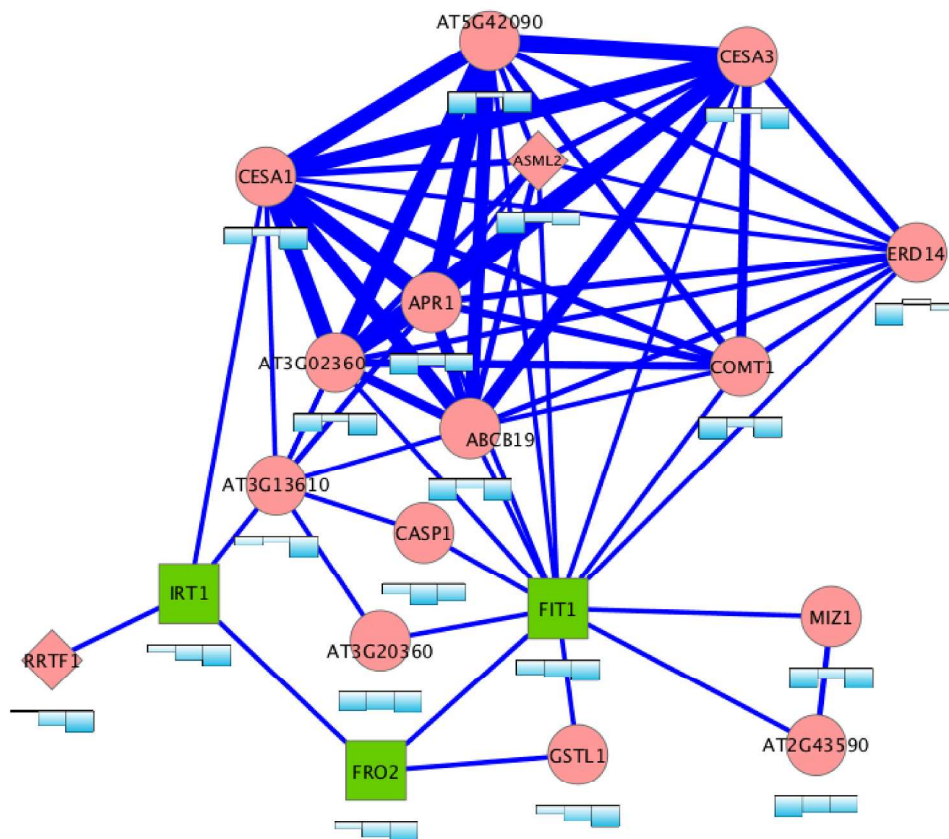 AT5G42090
CESA3
ASML2
CESA1
ERD14
APR1
AT3G02360
COMT1
ABCB19
AT3G13610
CASP1
IRT1
FIT1
MIZ1
RRTF1
AT3G20360
AT2G43590
GSTL1
FRO2